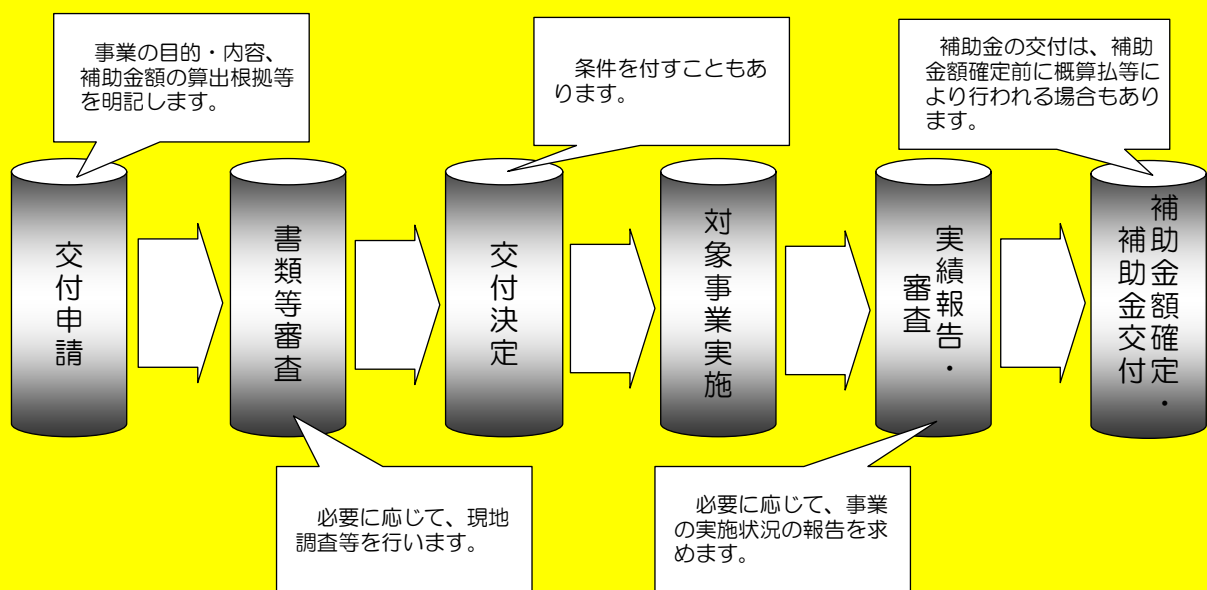 事業の目的・内容、
補助金額の算出根拠等
を明記します。
条件を付すこともあ
ります。
補助金の交付は、補助
金額確定前に概算払等に
より行われる場合もあり
ます。
交付申請
書類等審査
交付決定
対象事業実施
実績報告・
審査
補助金額確定・
補助金交付
必要に応じて、現地
調査等を行います。
必要に応じて、事業
の実施状況の報告を求
めます。